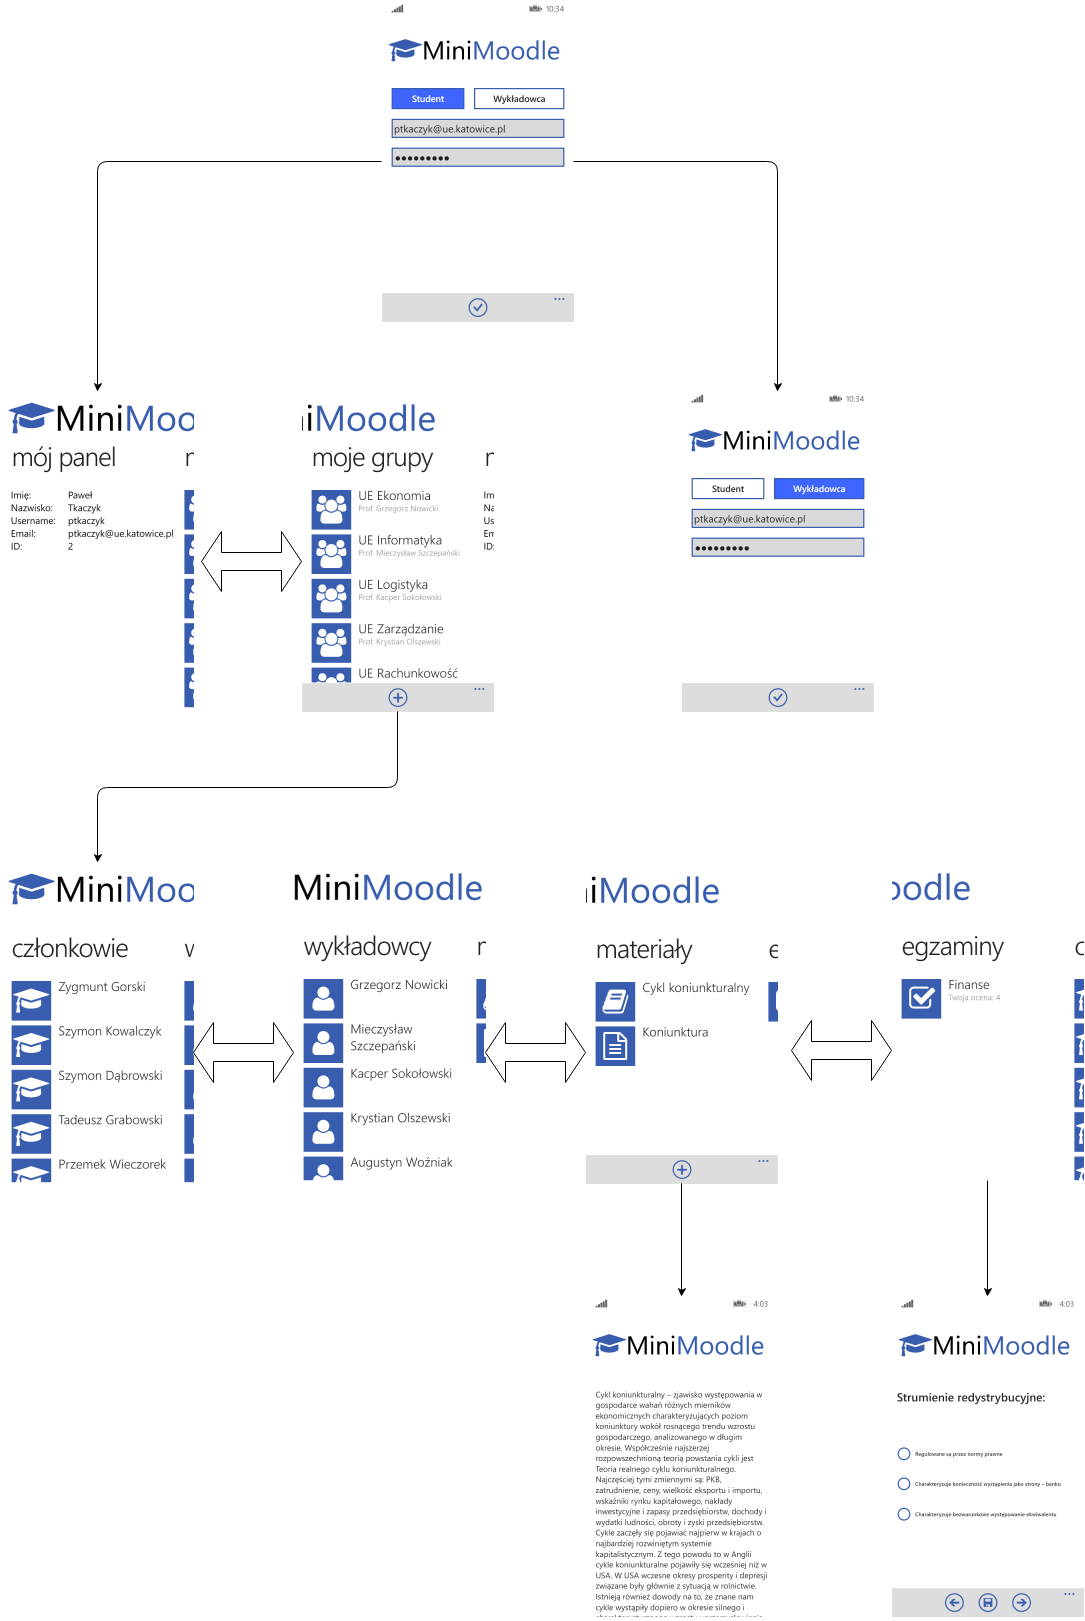 10:34
MiniMoodle
Student
Wykładowca
ptkaczyk@ue.katowice.pl
MiniMoo
mój panel
Imię: Paweł
Nazwisko: Tkaczyk
Username: ptkaczyk
Email: ptkaczyk@ue.katowice.pl
ID: 2
iMoodle
moje grupy
UE Ekonomia
Prof. Grzegorz Nowicki
UE Informatyka
Prof. Mieczysław Szczepański
UE Logistyka
Prof. Kacper Sokołowski
UE Zarządzanie
Prof. Krystian Olszewski
UE Rachunkowość
Im
Na
Us
Em
ID:
10:34
MiniMoodle
Student
Wykładowca
ptkaczyk@ue.katowice.pl
MiniMoo
członkowie
Zygmunt Gorski
Szymon Kowalczyk
Szymon Dąbrowski
Tadeusz Grabowski
Przemek Wieczorek
MiniMoodle
wykładowcy
Grzegorz Nowicki
Mieczysław
Szczepański
Kacper Sokołowski
Krystian Olszewski
Augustyn Woźniak
iMoodle
materiały
e
Cykl koniunkturalny
Koniunktura
oodle
egzaminy
Finanse
Twoja ocena: 4
4:03
MiniMoodle
Cykl koniunkturalny – zjawisko występowania w
gospodarce wahań różnych mierników
ekonomicznych charakteryzujących poziom
koniunktury wokół rosnącego trendu wzrostu
gospodarczego, analizowanego w długim
okresie. Współcześnie najszerzej
rozpowszechnioną teorią powstania cykli jest
Teoria realnego cyklu koniunkturalnego.
Najczęściej tymi zmiennymi są: PKB,
zatrudnienie, ceny, wielkość eksportu i importu,
wskaźniki rynku kapitałowego, nakłady
inwestycyjne i zapasy przedsiębiorstw, dochody i
wydatki ludności, obroty i zyski przedsiębiorstw.
Cykle zaczęły się pojawiać najpierw w krajach o
najbardziej rozwiniętym systemie
kapitalistycznym. Z tego powodu to w Anglii
cykle koniunkturalne pojawiły się wcześniej niż w
USA. W USA wczesne okresy prosperity i depresji
związane były głównie z sytuacją w rolnictwie.
Istnieją również dowody na to, że znane nam
cykle wystąpiły dopiero w okresie silnego i
4:03
MiniMoodle
Strumienie redystrybucyjne:
Regulowane są przez normy prawne
Charakteryzuje konieczność wystąpienia jako strony – banku
Charakteryzuje bezwarunkowe występowanie ekwiwalentu